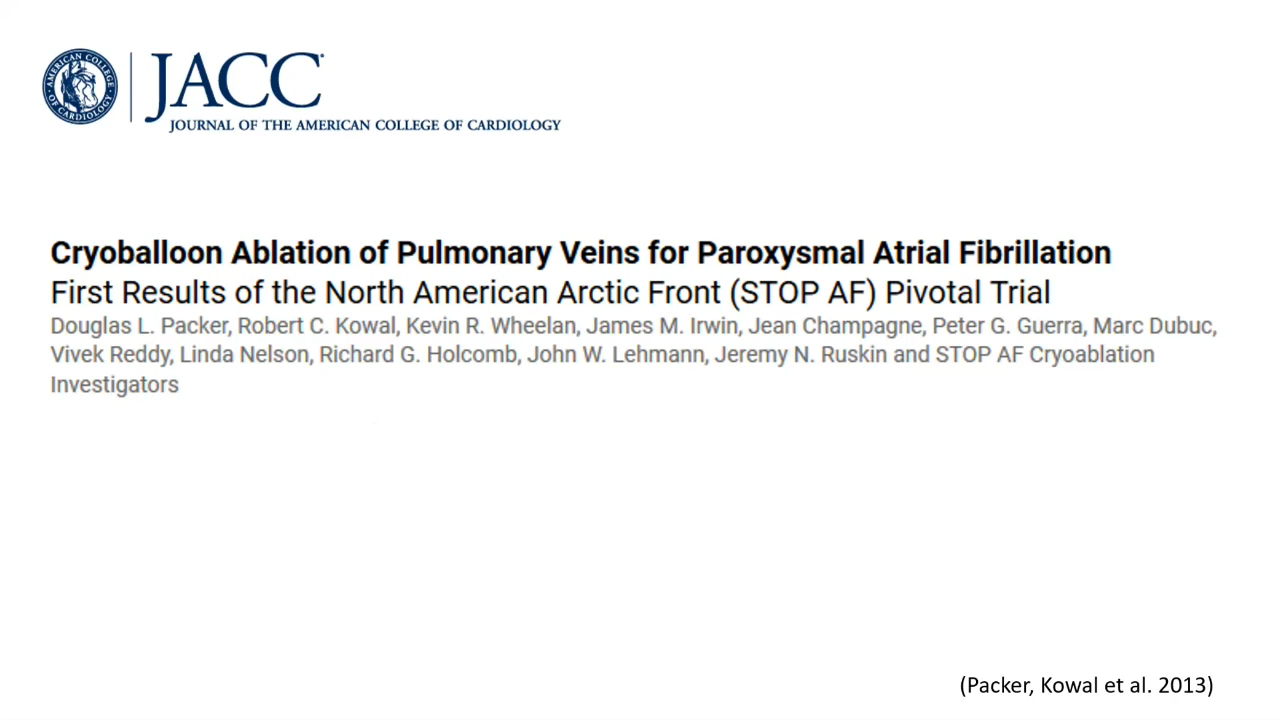 AMERICAN COLLEGE OF CARDIOLOGY
JACC
JOURNAL OF THE AMERICAN COLLEGE OF CARDIOLOGY
Cryoballoon Ablation of Pulmonary Veins for Paroxysmal Atrial Fibrillation
First Results of the North American Arctic Front (STOP AF) Pivotal Trial
Douglas L. Packer, Robert C. Kowal, Kevin R. Wheelan, James M. Irwin, Jean Champagne, Peter G. Guerra, Marc Dubuc,
Vivek Reddy, Linda Nelson, Richard G. Holcomb, John W. Lehmann, Jeremy N. Ruskin and STOP AF Cryoablation
Investigators
(Packer, Kowal et al. 2013)